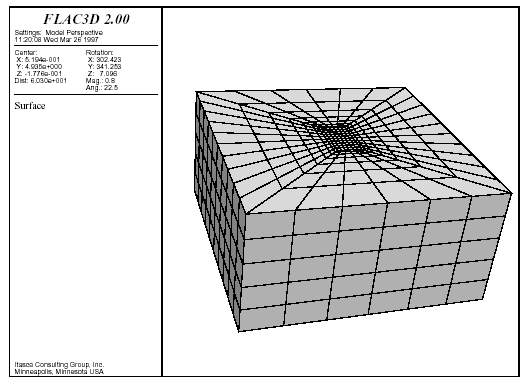 FLAC3D 2.00
Settings: Model Perspective
11:20:08 Wed Mar 26 1997
Center: Rotation:
X: 5.194e-001 X: 302.423
Y: 4.935e+000 Y: 341.253
Z: -1.776e-001 Z: 7.096
Dist: 6.030e+001 Mag.: 0.8
Ang.: 22.5
Surface
Itasca Consulting Group, Inc.
Minneapolis, Minnesota USA